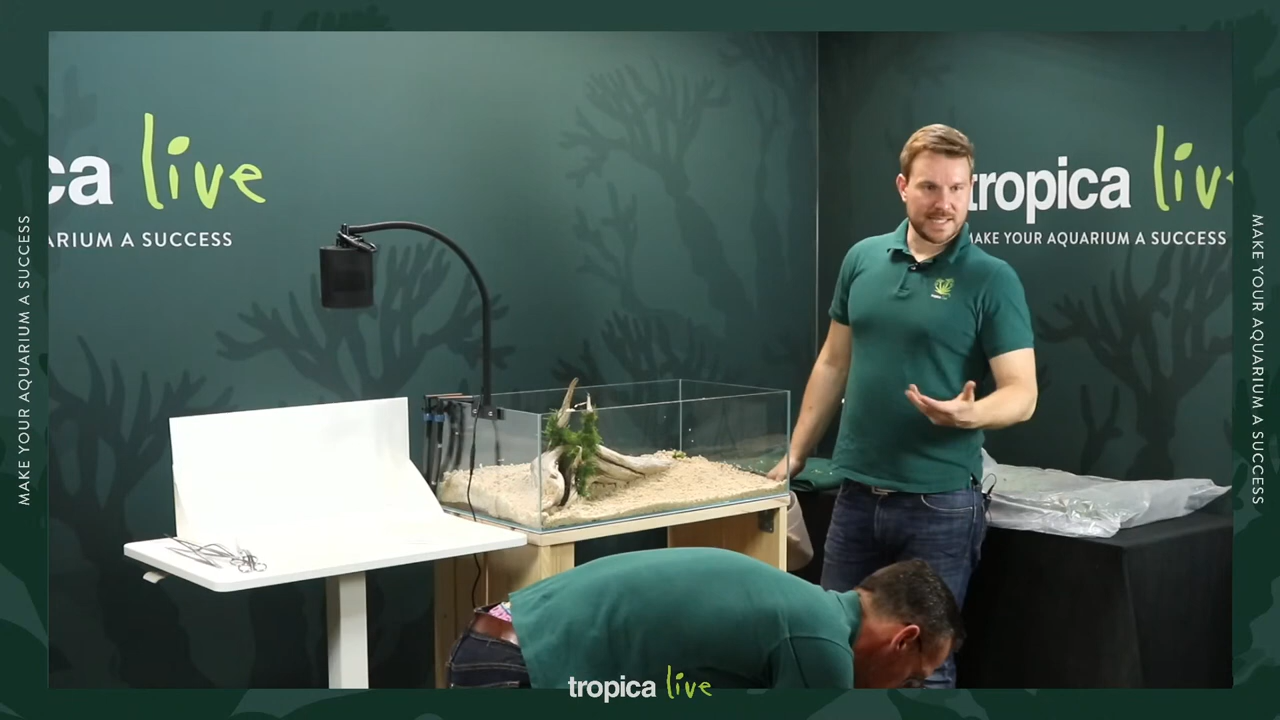 ca live
ARIUM A SUCCESS
tropica liv
MAKE YOUR AQUARIUM A SUCCESS
MAKE YOUR AQUARIUM A SUCCESS
MAKE YOUR AQUARIUM A SUCCESS
tropica live